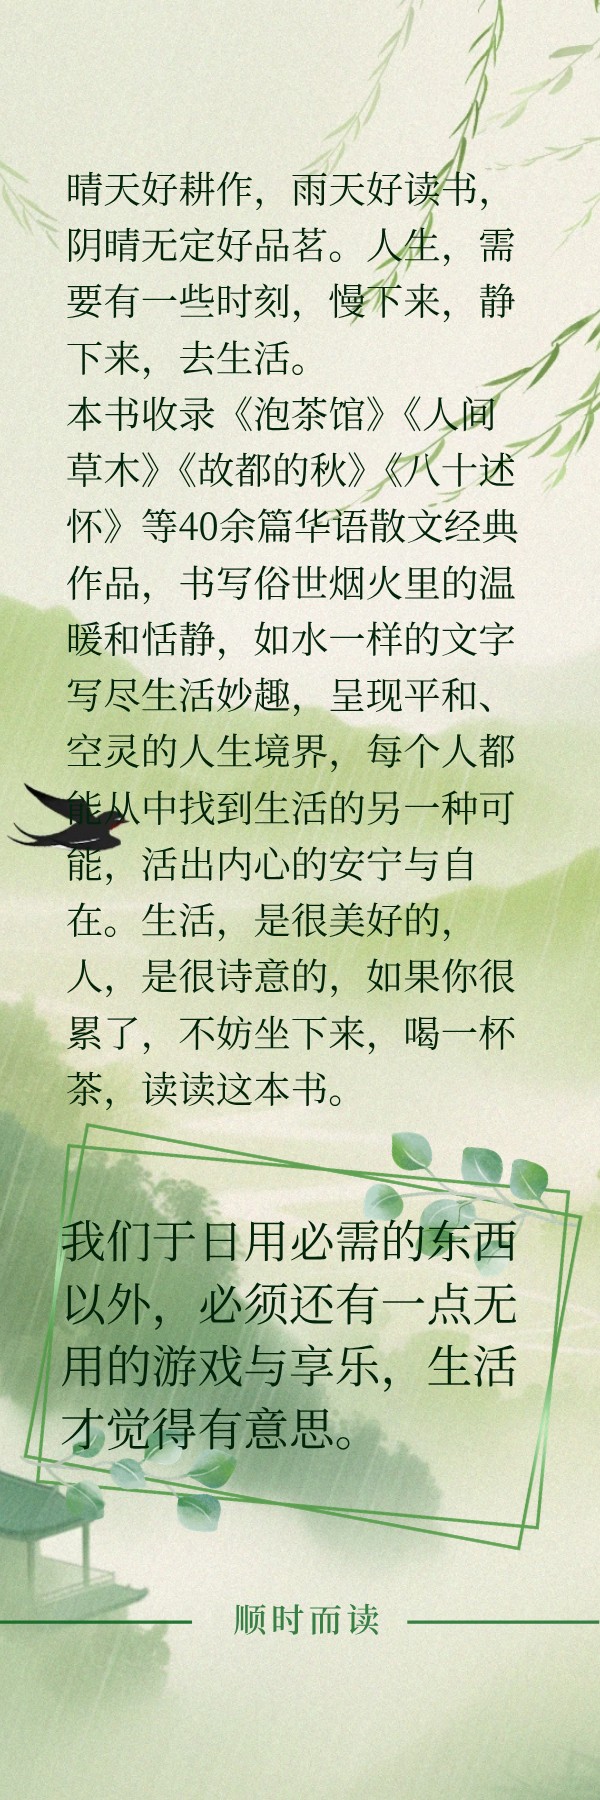 晴天好耕作，雨天好读书，
阴晴无定好品茗。人生，需
要有一些时刻，慢下来，静
下来，去生活。
本书收录《泡茶馆》《人间
草木》《故都的秋》《八十述
怀》等40余篇华语散文经典
作品，书写俗世烟火里的温
暖和恬静，如水一样的文字
写尽生活妙趣，呈现平和、
空灵的人生境界，每个人都
能从中找到生活的另一种可
能，活出内心的安宁与自
在。生活，是很美好的，
人，是很诗意的，如果你很
累了，不妨坐下来，喝一杯
茶，读读这本书。
我们于日用必需的东西
以外，必须还有一点无
用的游戏与享乐，生活
才觉得有意思。
顺时而读